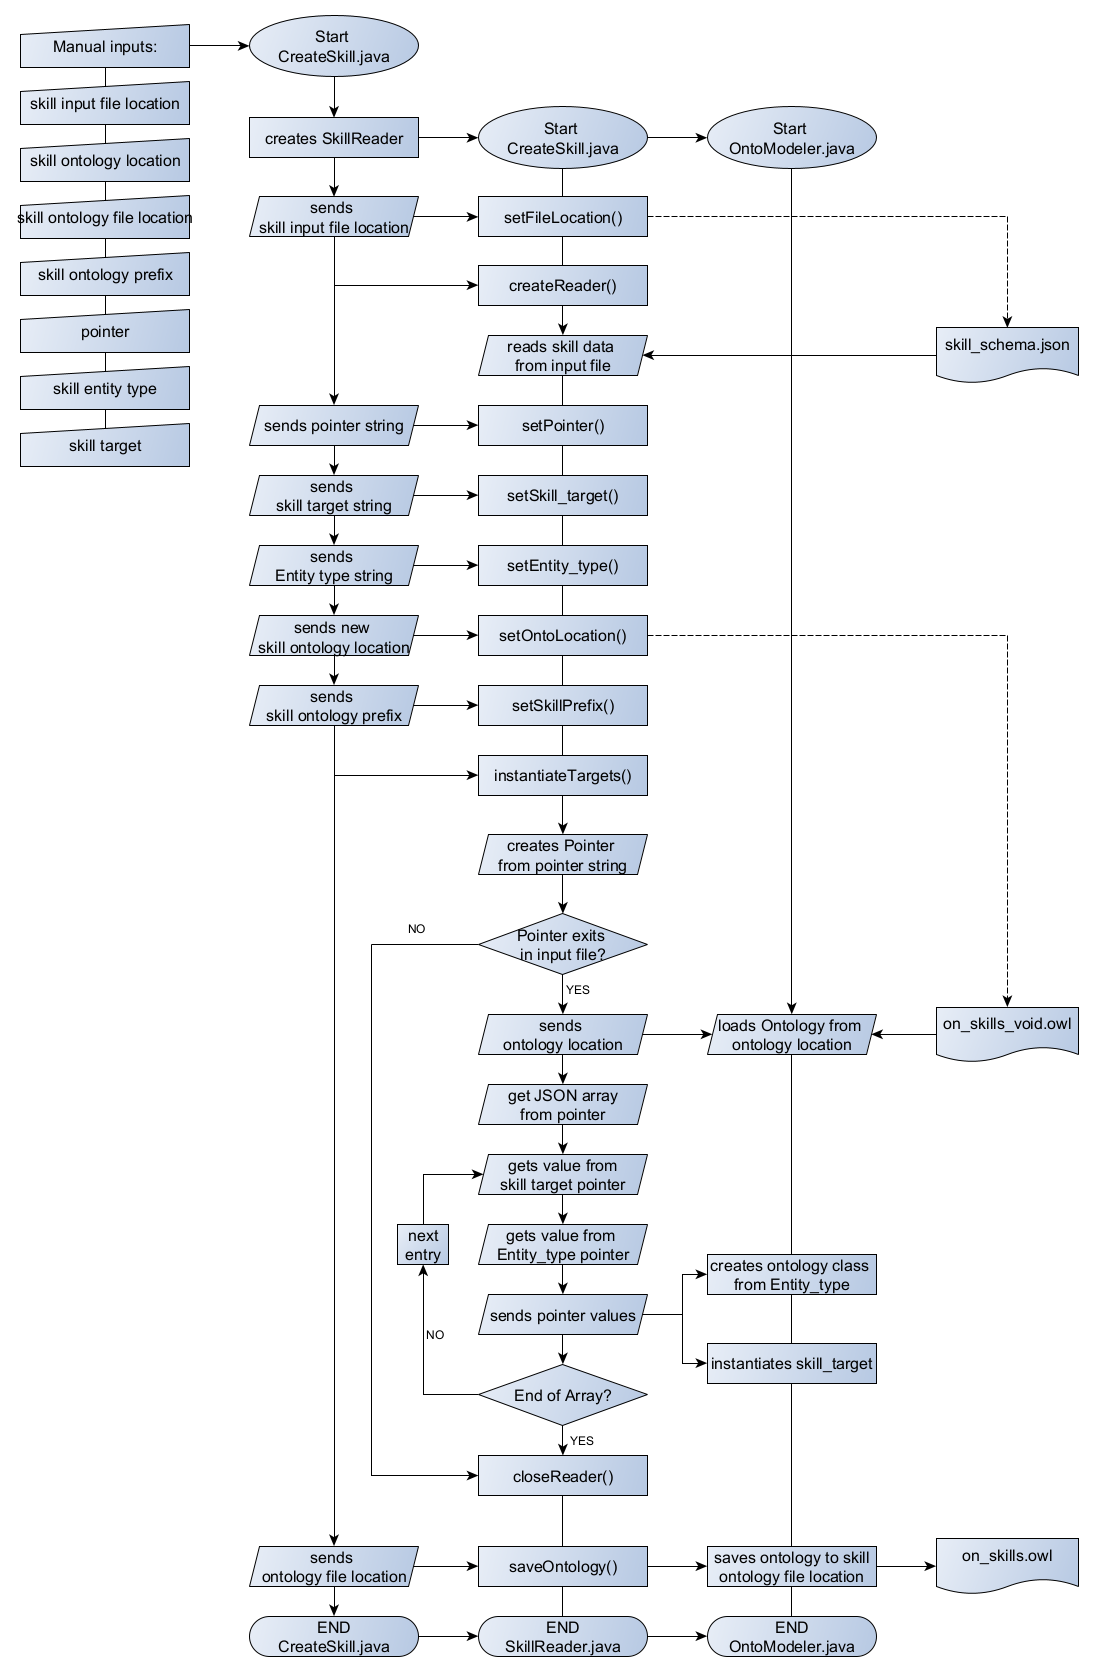 Manual inputs:
skill input file location
skill ontology location
skill ontology file location
skill ontology prefix
pointer
skill entity type
skill target
Start
CreateSkill.java
creates SkillReader
Start
CreateSkill.java
Start
OntoModeler.java
sends
skill input file location
setFileLocation()
createReader()
reads skill data
from input file
skill_schema.json
sends pointer string
setPointer()
sends
skill target string
setSkill_target()
sends
Entity type string
setEntity_type()
sends new
skill ontology location
setOntoLocation()
sends
skill ontology prefix
setSkillPrefix()
instantiateTargets()
creates Pointer
from pointer string
NO
Pointer exits
in input file?
YES
sends
ontology location
loads Ontology from
ontology location
on_skills_void.owl
get JSON array
from pointer
gets value from
skill target pointer
next
entry
gets value from
Entity_type pointer
creates ontology class
from Entity_type
sends pointer values
NO
instantiates skill_target
End of Array?
YES
closeReader()
sends
ontology file location
saveOntology()
saves ontology to skill
ontology file location
on_skills.owl
END
CreateSkill.java
END
SkillReader.java
END
OntoModeler.java